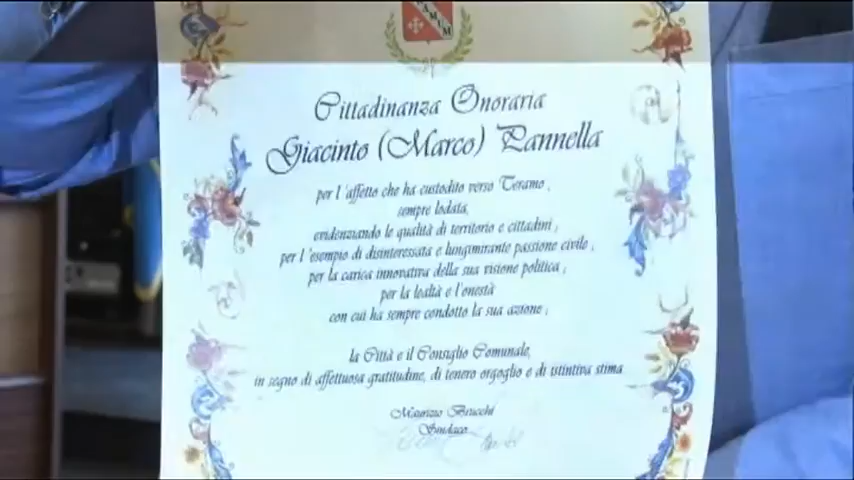 Cittadinanza Onoraria
Giacinto (Marco) Pannella
per l'affetto che ha custodito verso Teramo,
sempre lodata,
evidenziando le qualità di territorio e cittadini,
per l'esempio di disinteressata e lungimirante passione civile,
per la carica innovativa della sua visione politica,
per la lealtà e l'onestà
con cui ha sempre condotto la sua azione,
la Città e il Consiglio Comunale,
in segno di affettuosa gratitudine, di tenero orgoglio e di istintiva stima
Maurizio Brucchi
Sindaco